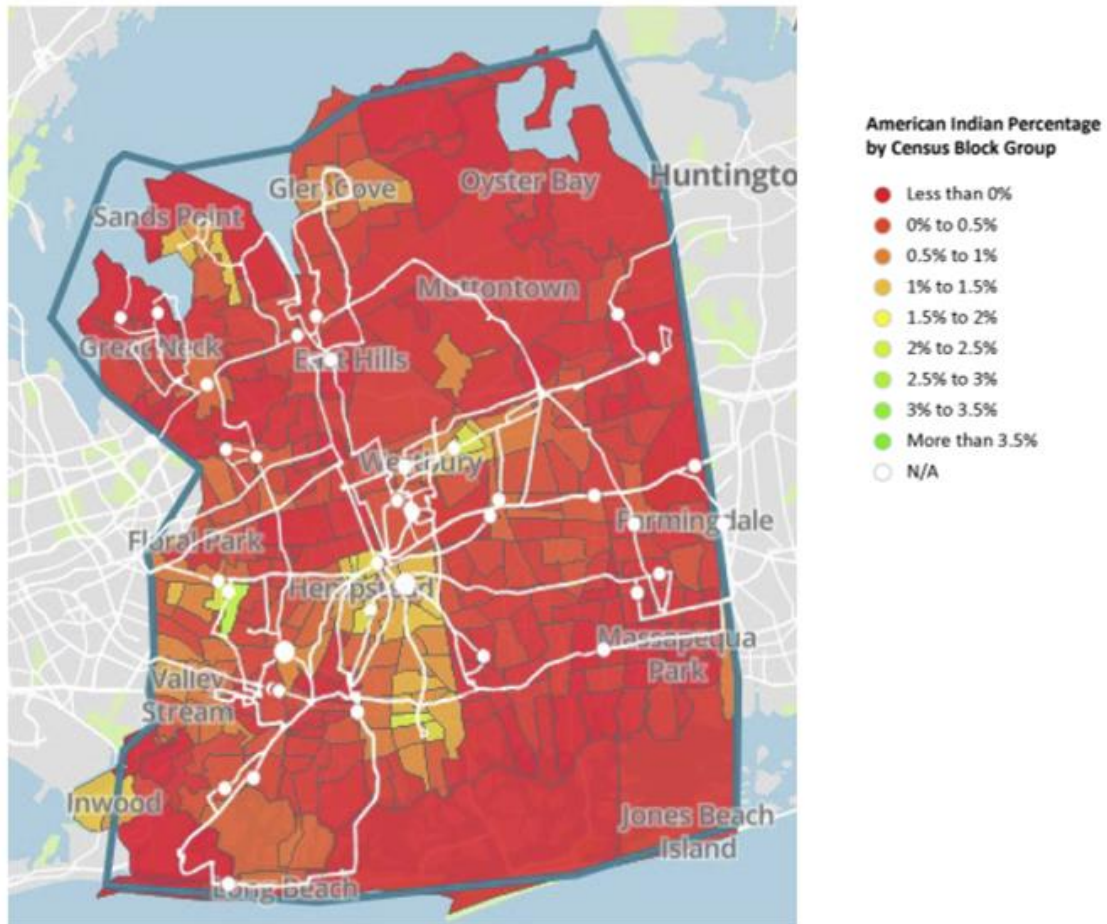 Glen Cove
Oyster Bay
Huntingto
Sands Point
Muttontown
Great Neck
East Hills
Westbury
Farmingdale
Floral Park
Hempstead
Massapequa
Park
Valley
Stream
Inwood
Jones Beach
Island
Long Beach
American Indian Percentage
by Census Block Group
Less than 0%
0% to 0.5%
0.5% to 1%
1% to 1.5%
1.5% to 2%
2% to 2.5%
2.5% to 3%
3% to 3.5%
More than 3.5%
N/A